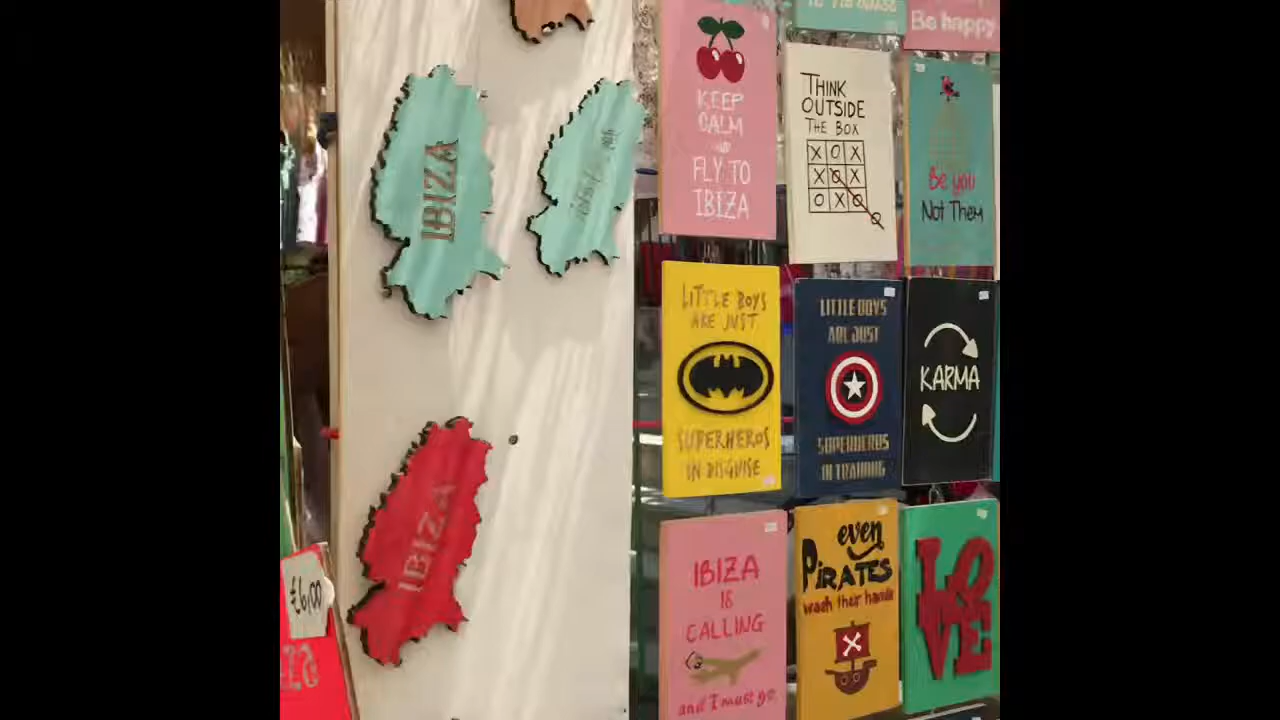 IBIZA
IBIZA
£6,00
Be happy
KEEP
CALM
AND
FLY TO
IBIZA
THINK
OUTSIDE
THE BOX
X O X
X O X
O X O
O
Be you
Not Them
LITTLE BOYS
ARE JUST
SUPERHEROS
IN DISGUISE
LITTLE BOYS
ARE JUST
SUPERHEROS
IN TRAINING
KARMA
IBIZA
IS
CALLING
and I must go.
even
PIRATES
wash their hands
LOVE